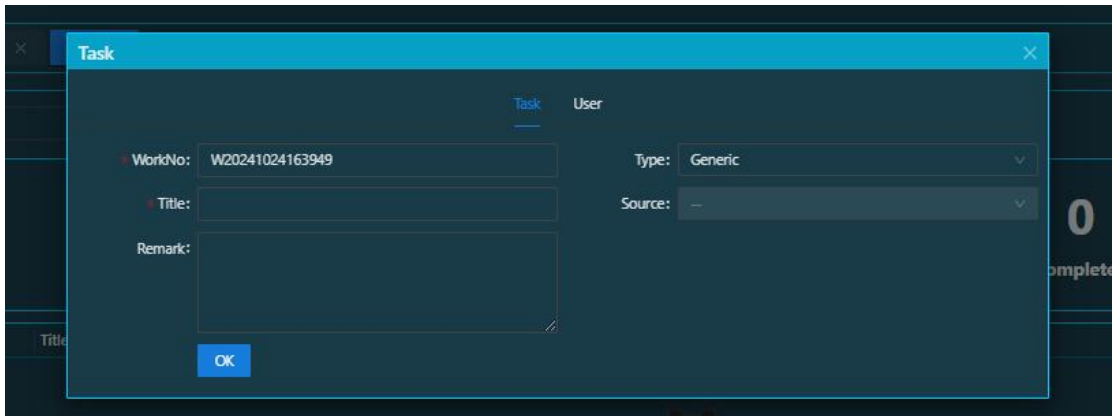 Task
Task User
* WorkNo: W20241024163949 Type: Generic
* Title: Source: —
0
Remark:
omplete
Title
OK